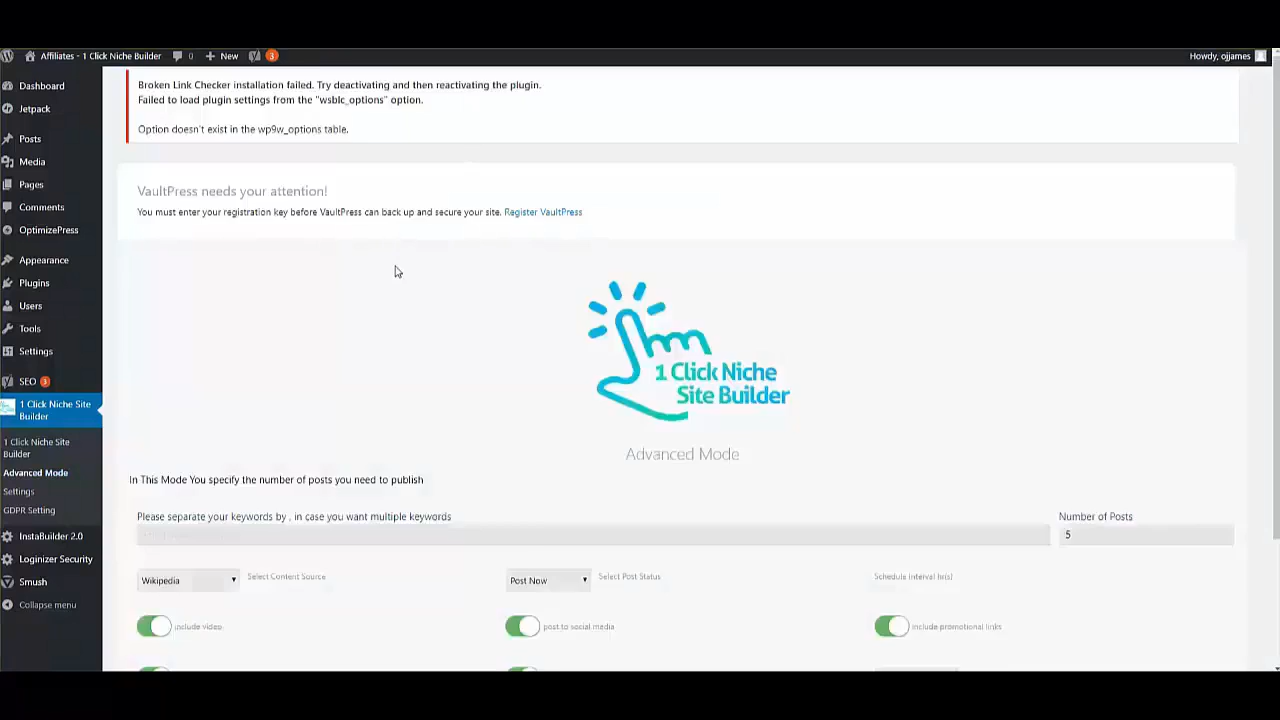 Affiliates - 1 Click Niche Builder
0
New
3
Howdy, ojjames
Dashboard
Jetpack
Posts
Media
Pages
Comments
OptimizePress
Appearance
Plugins
Users
Tools
Settings
SEO 3
1 Click Niche Site
Builder
1 Click Niche Site
Builder
Advanced Mode
Settings
GDPR Setting
InstaBuilder 2.0
Loginizer Security
Smush
Collapse menu
Broken Link Checker installation failed. Try deactivating and then reactivating the plugin.
Failed to load plugin settings from the "wsblc_options" option.
Option doesn't exist in the wp9w_options table.
VaultPress needs your attention!
You must enter your registration key before VaultPress can back up and secure your site. Register VaultPress
1 Click Niche
Site Builder
Advanced Mode
In This Mode You specify the number of posts you need to publish
Please separate your keywords by , in case you want multiple keywords
Number of Posts
5
Wikipedia
Select Content Source
Post Now
Select Post Status
Schedule interval hr(s)
include video
post to social media
include promotional links